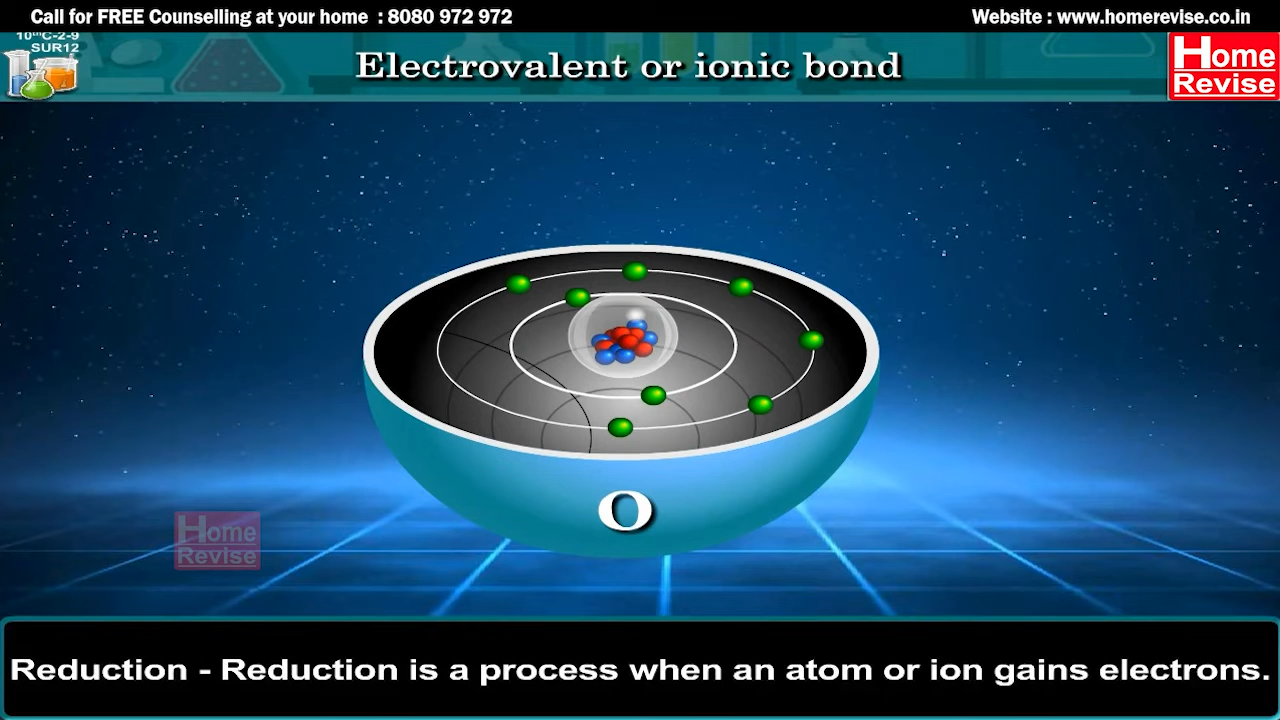 Call for FREE Counselling at your home : 8080 972 972
Website : www.homerevise.co.in
10thC-2-9
SUR12
Electrovalent or ionic bond
Home
Revise
O
Home
Revise
Reduction - Reduction is a process when an atom or ion gains electrons.